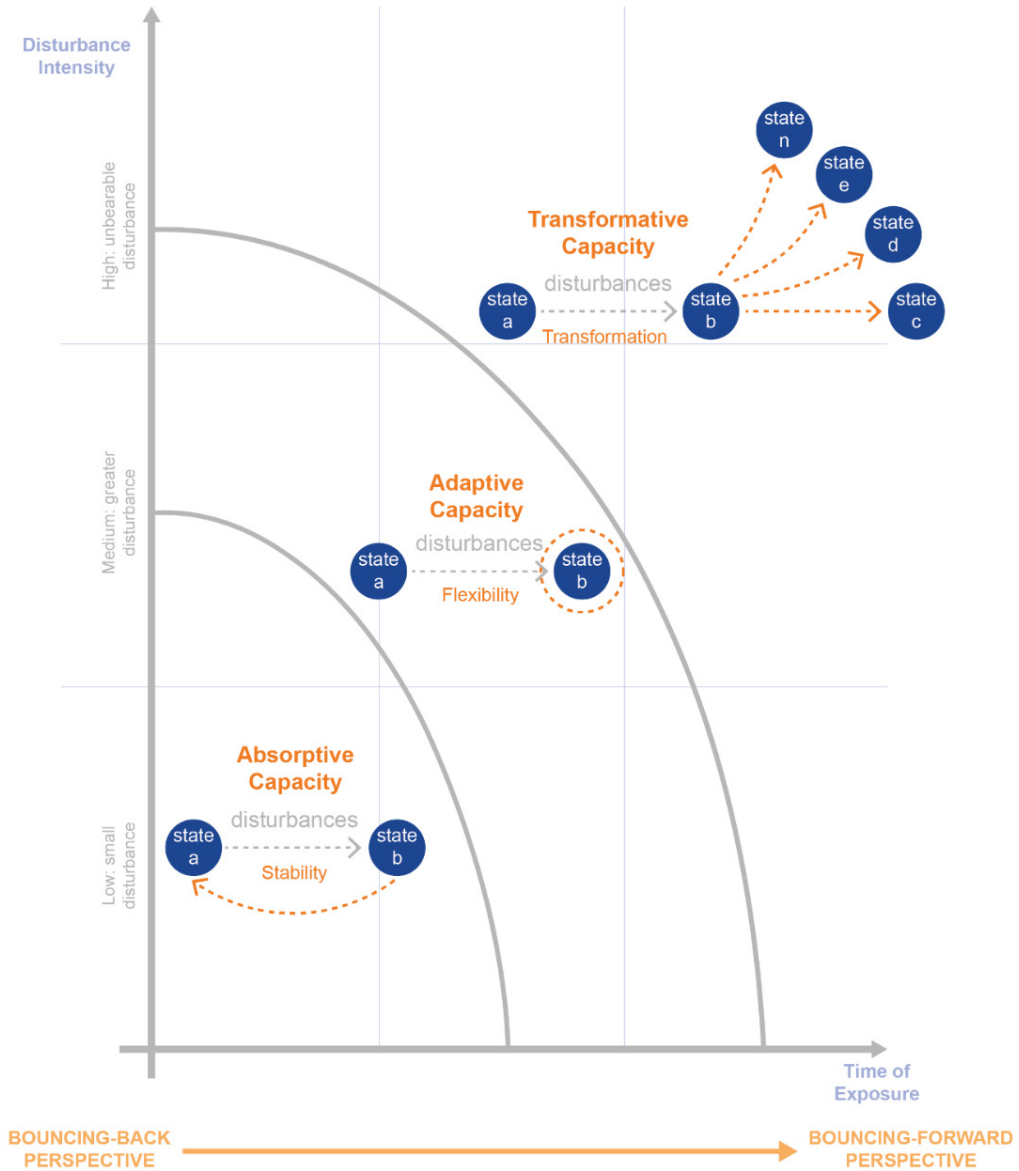 Disturbance
Intensity
High: unbearable
disturbance
Medium: greater
disturbance
Low: small
disturbance
Transformative
Capacity
state
a
disturbances
Transformation
state
b
state
n
state
e
state
d
state
c
Adaptive
Capacity
state
a
disturbances
Flexibility
state
b
Absorptive
Capacity
state
a
disturbances
Stability
state
b
Time of
Exposure
BOUNCING-BACK
PERSPECTIVE
BOUNCING-FORWARD
PERSPECTIVE